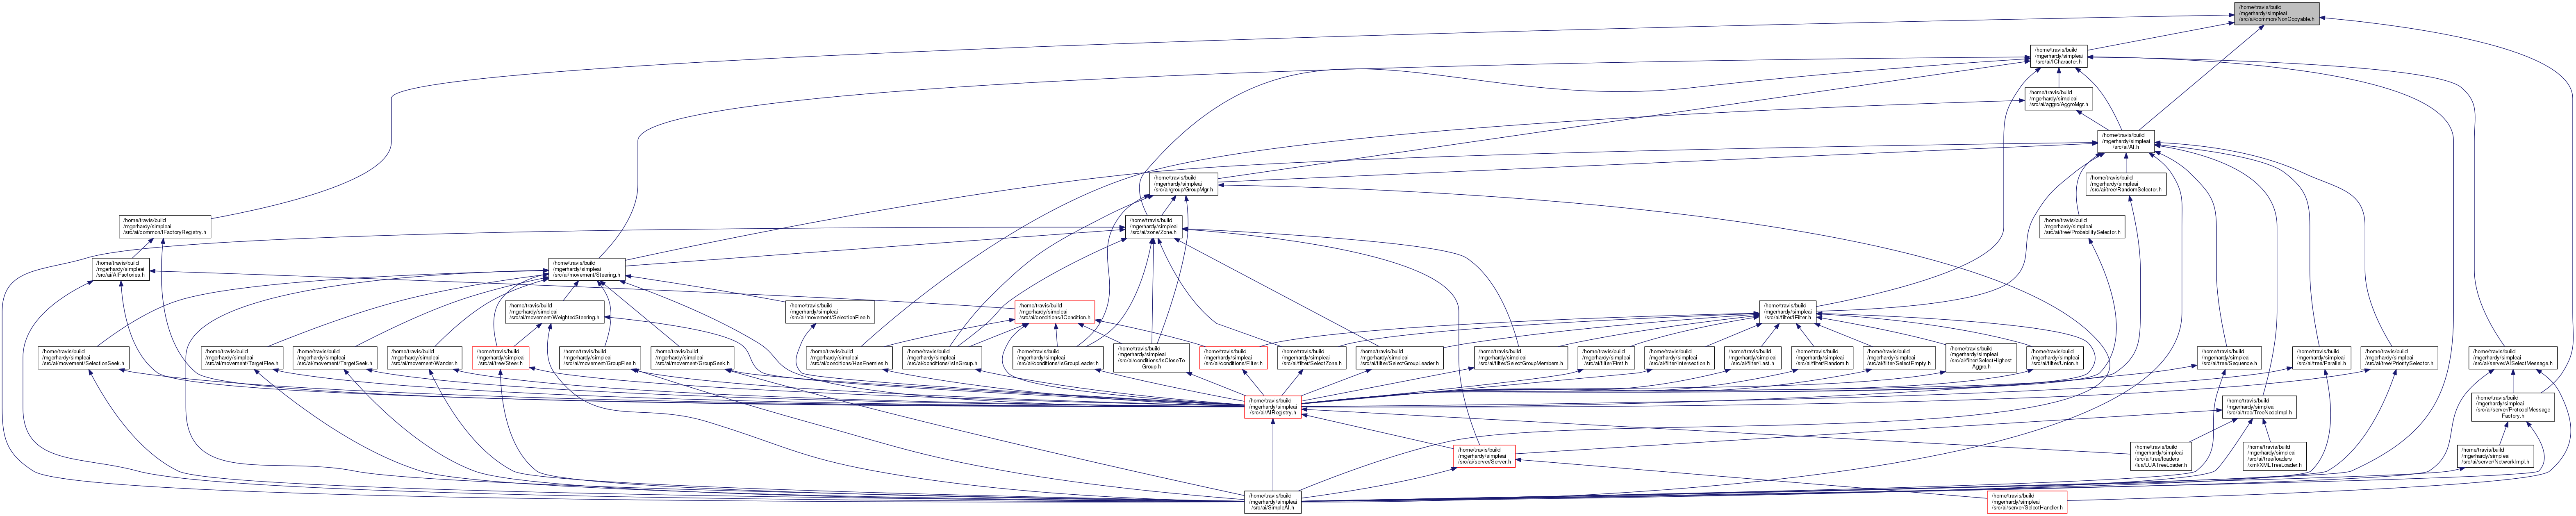 /home/travis/build
/mgerhardy/simpleai
/src/ai/common/NonCopyable.h
/home/travis/build
/mgerhardy/simpleai
/src/ai/ICharacter.h
/home/travis/build
/mgerhardy/simpleai
/src/ai/aggro/AggroMgr.h
/home/travis/build
/mgerhardy/simpleai
/src/ai/AI.h
/home/travis/build
/mgerhardy/simpleai
/src/ai/group/GroupMgr.h
/home/travis/build
/mgerhardy/simpleai
/src/ai/tree/RandomSelector.h
/home/travis/build
/mgerhardy/simpleai
/src/ai/common/IFactoryRegistry.h
/home/travis/build
/mgerhardy/simpleai
/src/ai/zone/Zone.h
/home/travis/build
/mgerhardy/simpleai
/src/ai/tree/ProbabilitySelector.h
/home/travis/build
/mgerhardy/simpleai
/src/ai/AIFactories.h
/home/travis/build
/mgerhardy/simpleai
/src/ai/movement/Steering.h
/home/travis/build
/mgerhardy/simpleai
/src/ai/movement/WeightedSteering.h
/home/travis/build
/mgerhardy/simpleai
/src/ai/movement/SelectionFlee.h
/home/travis/build
/mgerhardy/simpleai
/src/ai/conditions/ICondition.h
/home/travis/build
/mgerhardy/simpleai
/src/ai/filter/IFilter.h
/home/travis/build
/mgerhardy/simpleai
/src/ai/movement/SelectionSeek.h
/home/travis/build
/mgerhardy/simpleai
/src/ai/movement/TargetFlee.h
/home/travis/build
/mgerhardy/simpleai
/src/ai/movement/TargetSeek.h
/home/travis/build
/mgerhardy/simpleai
/src/ai/movement/Wander.h
/home/travis/build
/mgerhardy/simpleai
/src/ai/tree/Steer.h
/home/travis/build
/mgerhardy/simpleai
/src/ai/movement/GroupFlee.h
/home/travis/build
/mgerhardy/simpleai
/src/ai/movement/GroupSeek.h
/home/travis/build
/mgerhardy/simpleai
/src/ai/conditions/HasEnemies.h
/home/travis/build
/mgerhardy/simpleai
/src/ai/conditions/IsInGroup.h
/home/travis/build
/mgerhardy/simpleai
/src/ai/conditions/IsGroupLeader.h
/home/travis/build
/mgerhardy/simpleai
/src/ai/conditions/IsCloseTo
Group.h
/home/travis/build
/mgerhardy/simpleai
/src/ai/conditions/Filter.h
/home/travis/build
/mgerhardy/simpleai
/src/ai/filter/SelectZone.h
/home/travis/build
/mgerhardy/simpleai
/src/ai/filter/SelectGroupLeader.h
/home/travis/build
/mgerhardy/simpleai
/src/ai/filter/SelectGroupMembers.h
/home/travis/build
/mgerhardy/simpleai
/src/ai/filter/First.h
/home/travis/build
/mgerhardy/simpleai
/src/ai/filter/Intersection.h
/home/travis/build
/mgerhardy/simpleai
/src/ai/filter/Last.h
/home/travis/build
/mgerhardy/simpleai
/src/ai/filter/Random.h
/home/travis/build
/mgerhardy/simpleai
/src/ai/filter/SelectEmpty.h
/home/travis/build
/mgerhardy/simpleai
/src/ai/filter/SelectHighest
Aggro.h
/home/travis/build
/mgerhardy/simpleai
/src/ai/filter/Union.h
/home/travis/build
/mgerhardy/simpleai
/src/ai/tree/Sequence.h
/home/travis/build
/mgerhardy/simpleai
/src/ai/tree/Parallel.h
/home/travis/build
/mgerhardy/simpleai
/src/ai/tree/PrioritySelector.h
/home/travis/build
/mgerhardy/simpleai
/src/ai/server/AISelectMessage.h
/home/travis/build
/mgerhardy/simpleai
/src/ai/AIRegistry.h
/home/travis/build
/mgerhardy/simpleai
/src/ai/tree/TreeNodeImpl.h
/home/travis/build
/mgerhardy/simpleai
/src/ai/server/ProtocolMessage
Factory.h
/home/travis/build
/mgerhardy/simpleai
/src/ai/server/Server.h
/home/travis/build
/mgerhardy/simpleai
/src/ai/tree/loaders
/lua/LUATreeLoader.h
/home/travis/build
/mgerhardy/simpleai
/src/ai/tree/loaders
/xml/XMLTreeLoader.h
/home/travis/build
/mgerhardy/simpleai
/src/ai/server/NetworkImpl.h
/home/travis/build
/mgerhardy/simpleai
/src/ai/SimpleAI.h
/home/travis/build
/mgerhardy/simpleai
/src/ai/server/SelectHandler.h